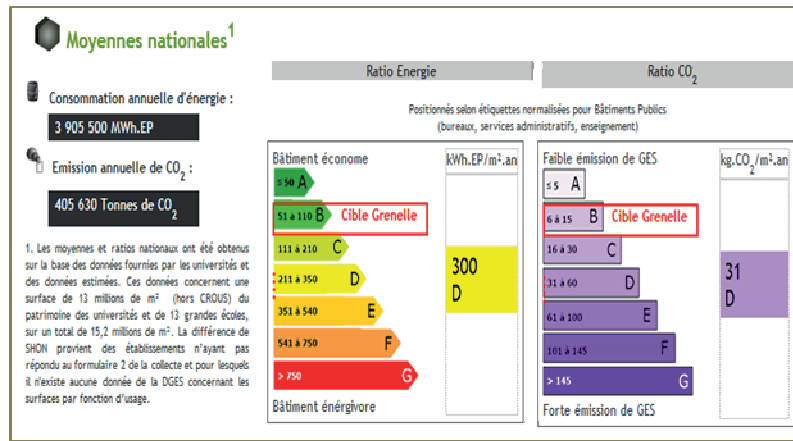 Moyennes nationales¹
Consommation annuelle d'énergie :
3 905 500 MWh.EP
Emission annuelle de CO₂ :
405 630 Tonnes de CO₂
1. Les moyennes et ratios nationaux ont été obtenus
sur la base des données fournies par les universités et
des données estimées. Ces données concernent une
surface de 13 millions de m² (hors CROUS) du
patrimoine des universités et de 13 grandes écoles,
sur un total de 15,2 millions de m². La différence de
SHON provient des établissements n'ayant pas
répondu au formulaire 2 de la collecte et pour lesquels
il n'existe aucune donnée de la DGES concernant les
surfaces par fonction d'usage.
Ratio Energie
Ratio CO₂
Positionnés selon étiquettes normalisées pour Bâtiments Publics
(bureaux, services administratifs, enseignement)
Bâtiment économe
kWh.EP/m².an
≤ 50 A
51 à 110 B Cible Grenelle
111 à 210 C
211 à 350 D
351 à 540 E
541 à 750 F
> 750 G
Bâtiment énérgivore
300
D
Faible émission de GES
kg.CO₂/m².an
≤ 5 A
6 à 15 B Cible Grenelle
16 à 30 C
31 à 60 D
61 à 100 E
101 à 145 F
> 145 G
Forte émission de GES
31
D